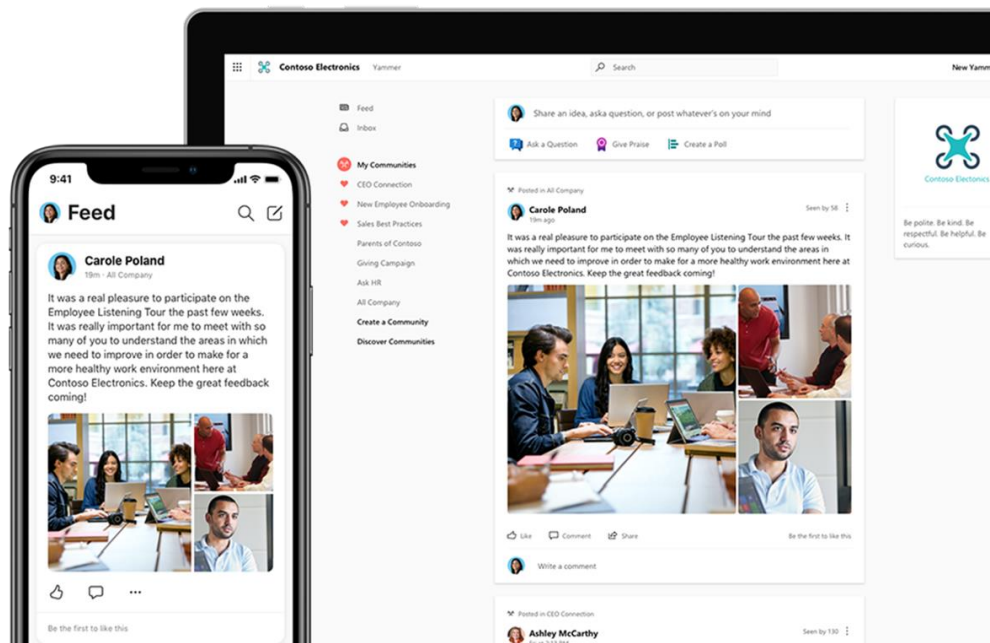 Contoso Electronics Yammer
Search
New Yamm
Feed
Inbox
My Communities
CEO Connection
New Employee Onboarding
Sales Best Practices
Parents of Contoso
Giving Campaign
Ask HR
All Company
Create a Community
Discover Communities
Share an idea, aska question, or post whatever's on your mind
Ask a Question
Give Praise
Create a Poll
Posted in All Company
Carole Poland
19m ago
Seen by 58
It was a real pleasure to participate on the Employee Listening Tour the past few weeks. It
was really important for me to meet with so many of you to understand the areas in
which we need to improve in order to make for a more healthy work environment here at
Contoso Electronics. Keep the great feedback coming!
Like
Comment
Share
Be the first to like this
Write a comment
Posted in CEO Connection
Ashley McCarthy
Seen by 130
Contoso Electonics
Be polite. Be kind. Be
respectful. Be helpful. Be
curious.
9:41
Feed
Carole Poland
19m · All Company
It was a real pleasure to participate on the
Employee Listening Tour the past few weeks.
It was really important for me to meet with so
many of you to understand the areas in which
we need to improve in order to make for a
more healthy work environment here at
Contoso Electronics. Keep the great feedback
coming!
Be the first to like this